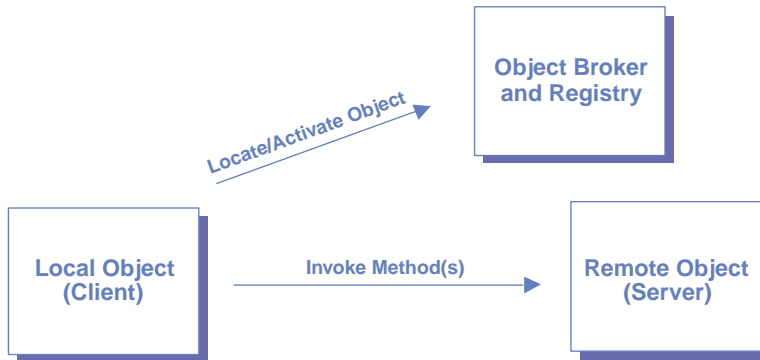 Object Broker
and Registry
Locate/Activate Object
Local Object
(Client)
Invoke Method(s)
Remote Object
(Server)